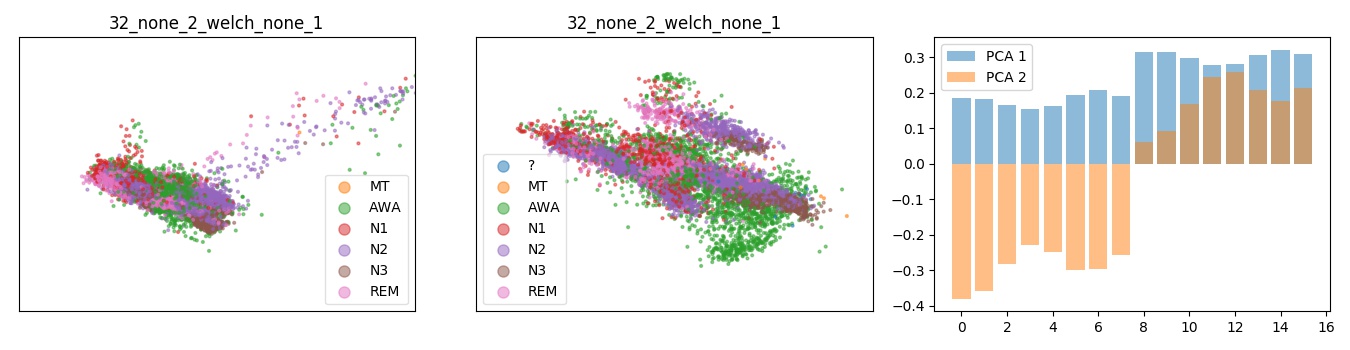 32_none_2_welch_none_1
MT
AWA
N1
N2
N3
REM
32_none_2_welch_none_1
?
MT
AWA
N1
N2
N3
REM
PCA 1
PCA 2
0.3
0.2
0.1
0.0
−0.1
−0.2
−0.3
−0.4
0 2 4 6 8 10 12 14 16